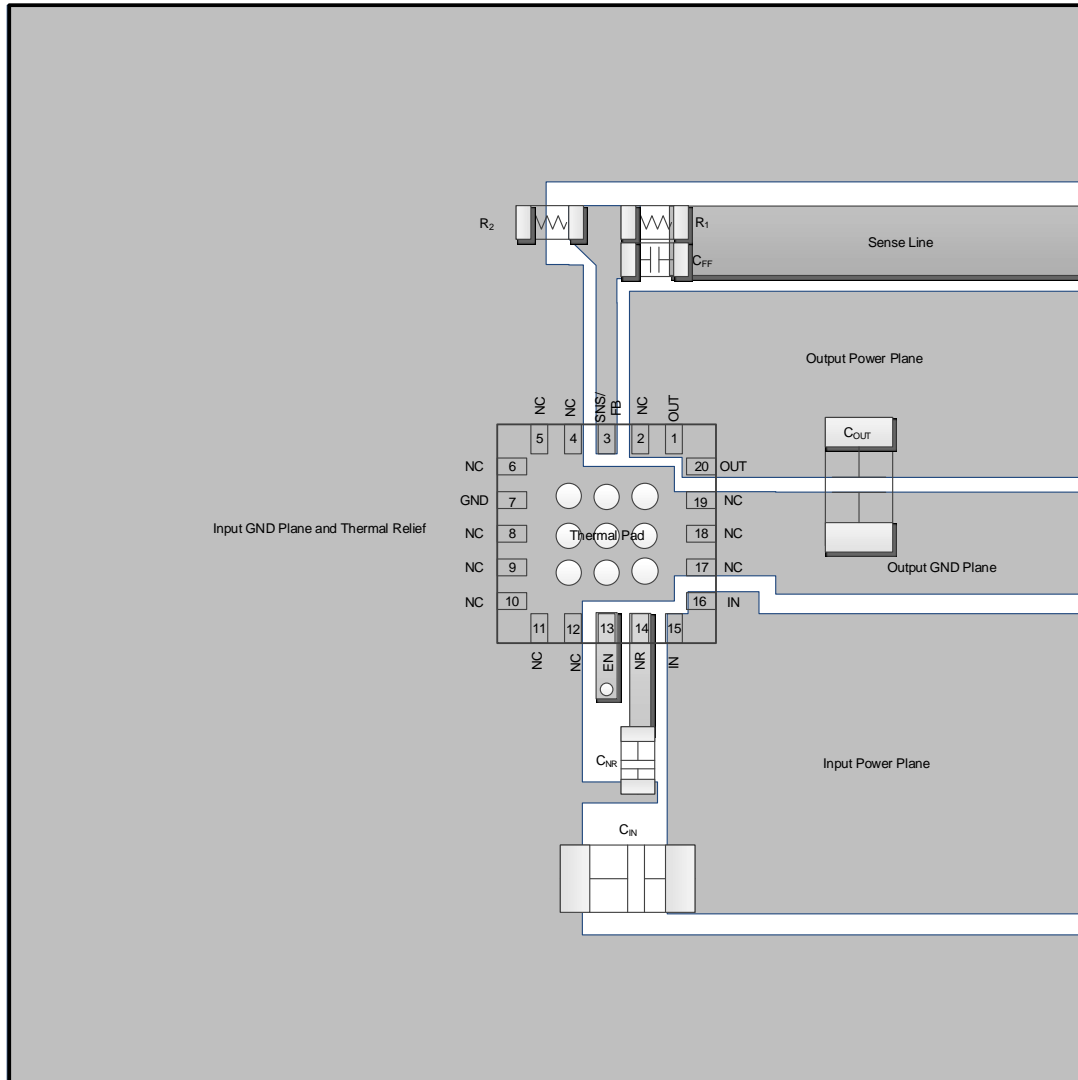 R2
R1
Sense Line
CFF
Output Power Plane
NC
NC
SNS/
FB
NC
OUT
COUT
5
4
3
2
1
NC
6
20
OUT
GND
7
19
NC
Input GND Plane and Thermal Relief
NC
8
Thermal Pad
18
NC
NC
9
17
NC
Output GND Plane
NC
10
16
IN
11
12
13
14
15
NC
NC
EN
NR
IN
CNR
Input Power Plane
CIN